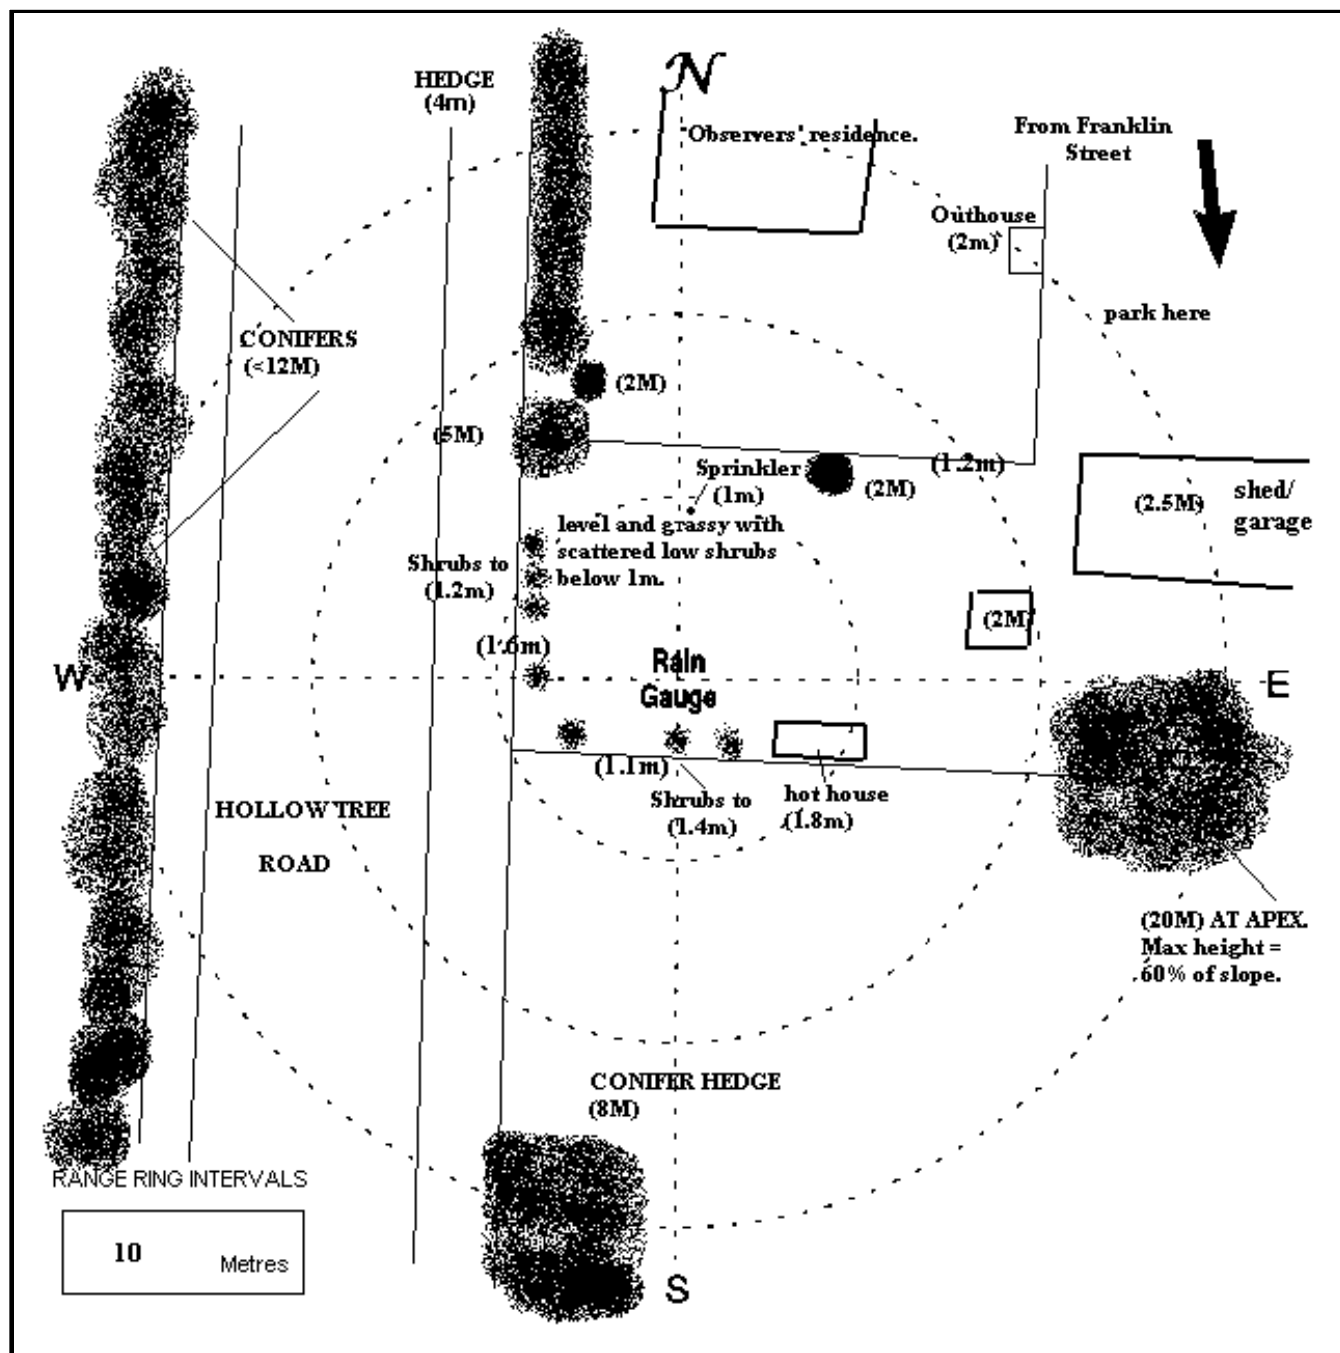 N
HEDGE
(4m)
Observers' residence.
From Franklin
Street
Outhouse
(2m)
park here
CONIFERS
(<12M)
(2M)
(5M)
Sprinkler
(1m)
(2M)
(1.2m)
(2.5M)
shed/
garage
level and grassy with
scattered low shrubs
below 1m.
Shrubs to
(1.2m)
(2M)
(1.6m)
Rain
Gauge
W
E
(1.1m)
Shrubs to
(1.4m)
hot house
(1.8m)
HOLLOW TREE
ROAD
(20M) AT APEX.
Max height =
60% of slope.
CONIFER HEDGE
(8M)
RANGE RING INTERVALS
10 Metres
S